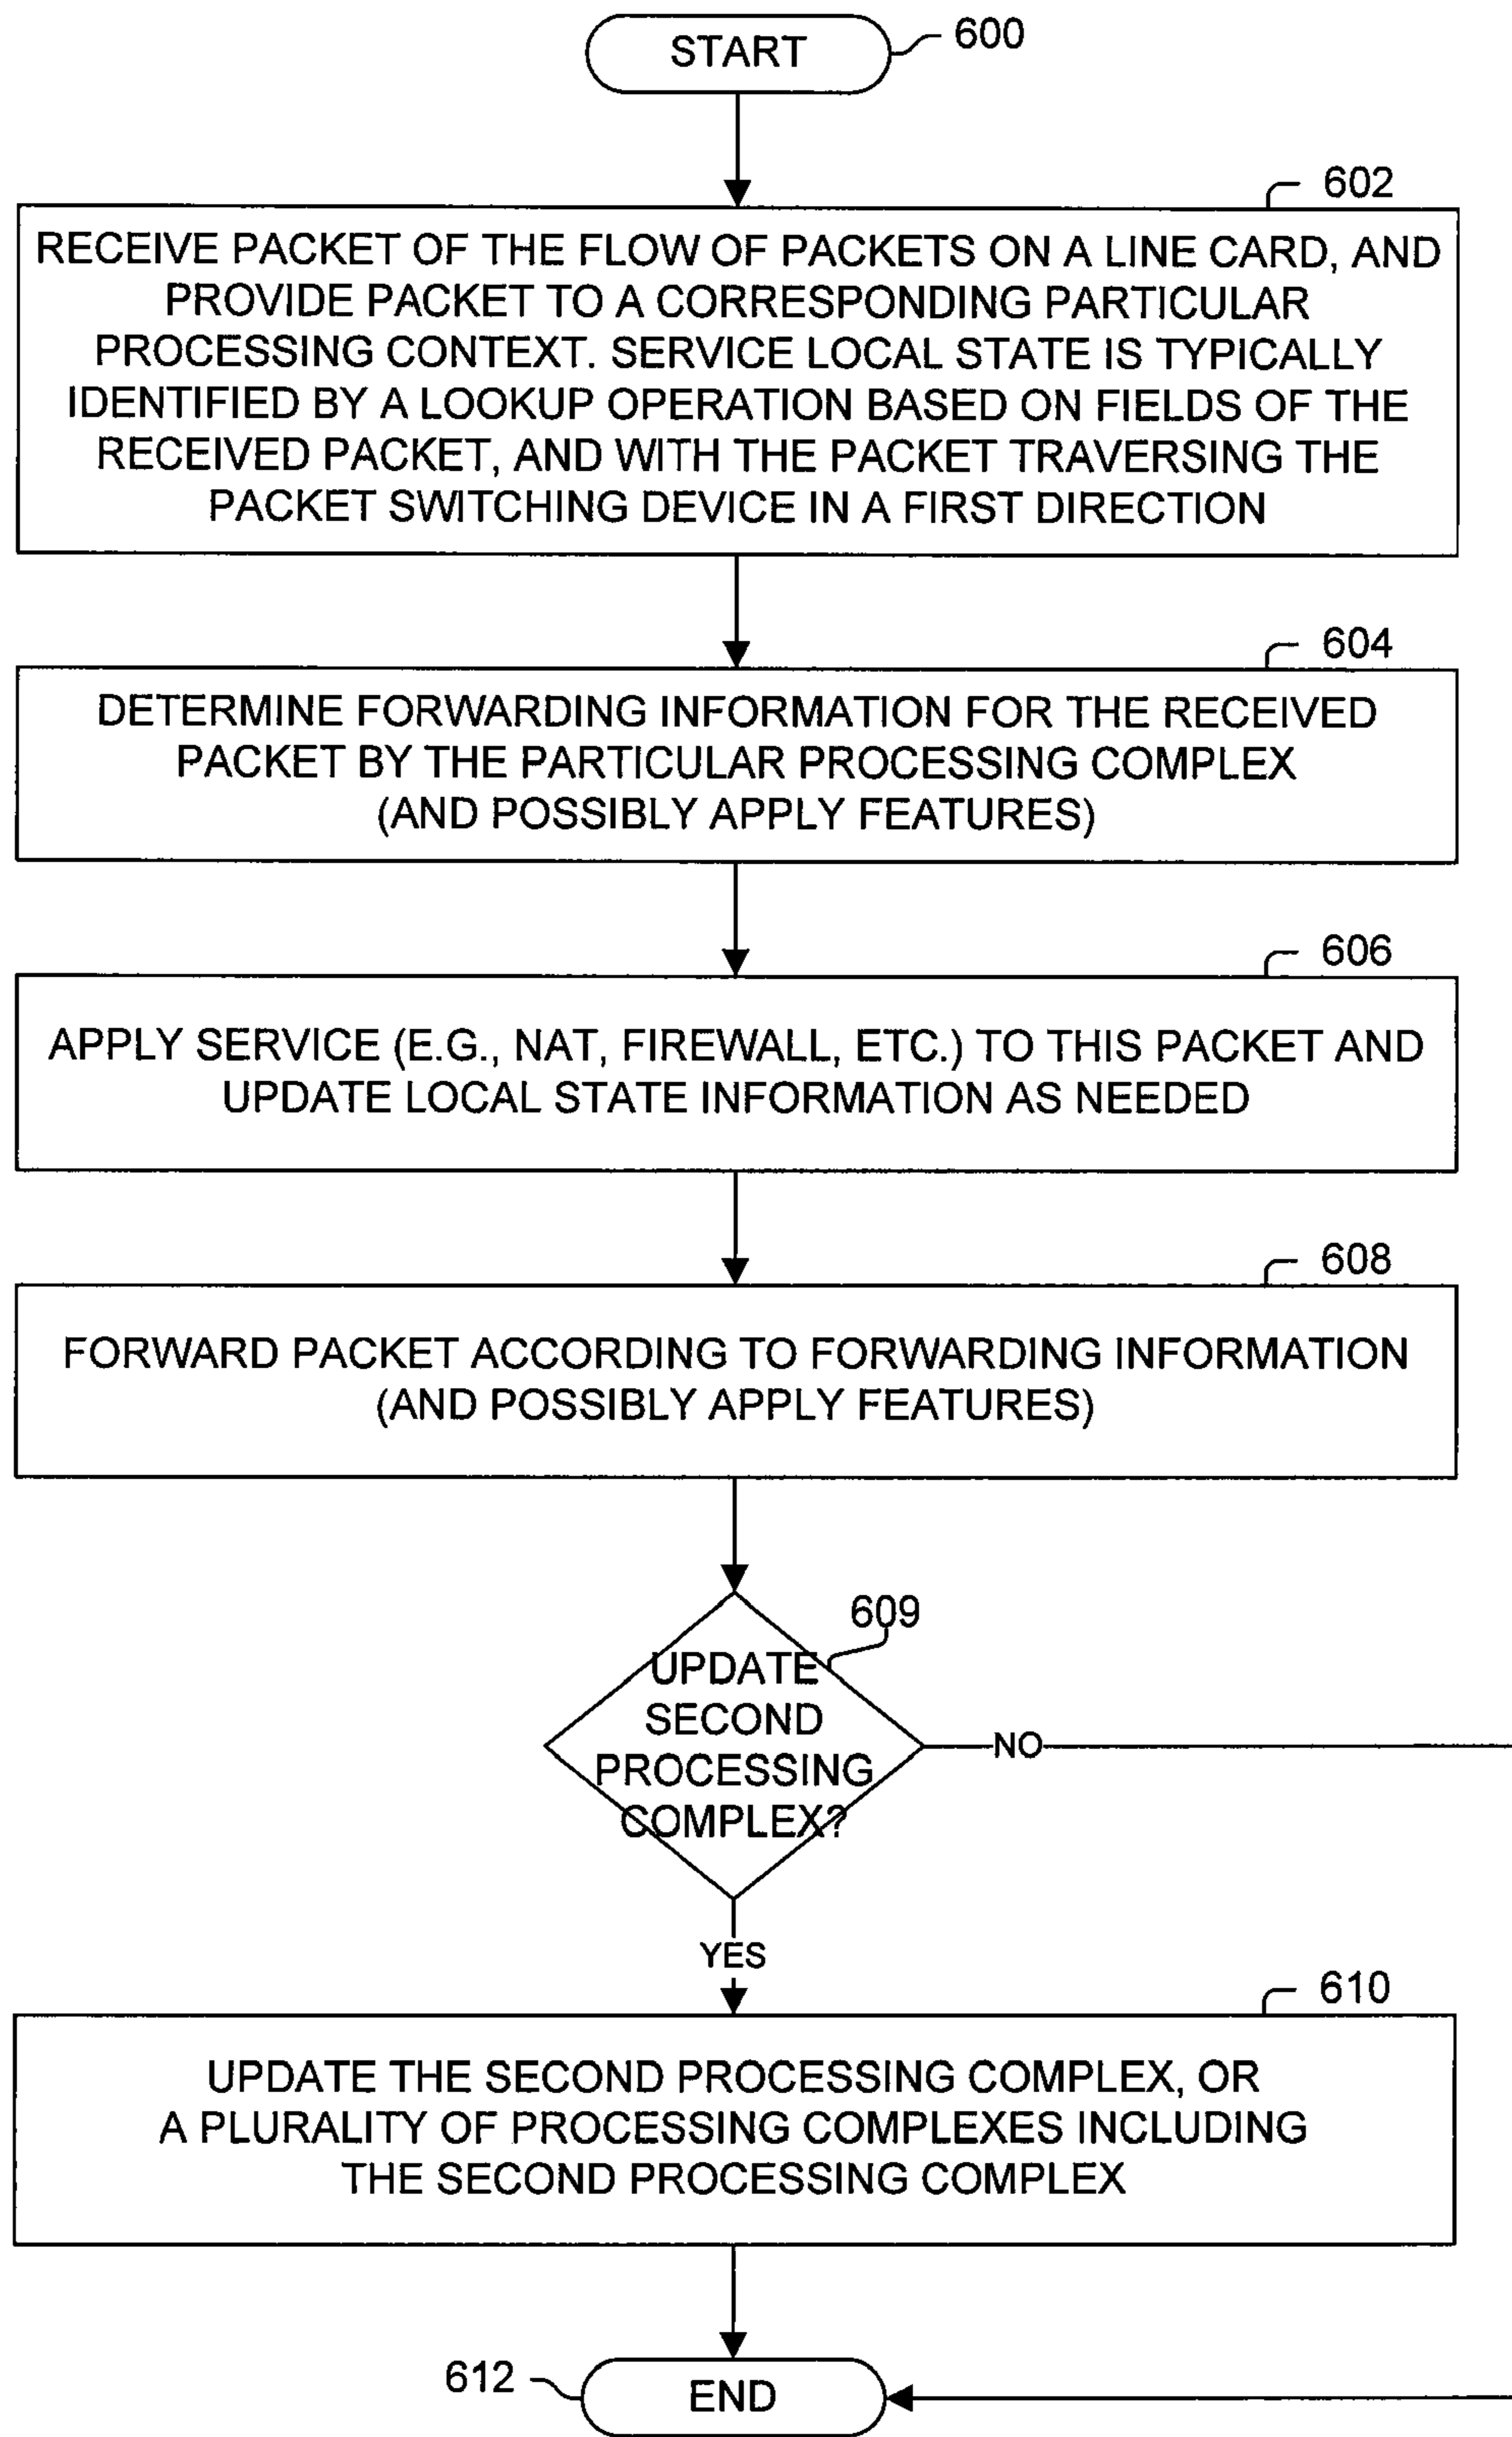 START
600
602
RECEIVE PACKET OF THE FLOW OF PACKETS ON A LINE CARD, AND
PROVIDE PACKET TO A CORRESPONDING PARTICULAR
PROCESSING CONTEXT. SERVICE LOCAL STATE IS TYPICALLY
IDENTIFIED BY A LOOKUP OPERATION BASED ON FIELDS OF THE
RECEIVED PACKET, AND WITH THE PACKET TRAVERSING THE
PACKET SWITCHING DEVICE IN A FIRST DIRECTION
604
DETERMINE FORWARDING INFORMATION FOR THE RECEIVED
PACKET BY THE PARTICULAR PROCESSING COMPLEX
(AND POSSIBLY APPLY FEATURES)
606
APPLY SERVICE (E.G., NAT, FIREWALL, ETC.) TO THIS PACKET AND
UPDATE LOCAL STATE INFORMATION AS NEEDED
608
FORWARD PACKET ACCORDING TO FORWARDING INFORMATION
(AND POSSIBLY APPLY FEATURES)
609
UPDATE
SECOND
PROCESSING
COMPLEX?
NO
YES
610
UPDATE THE SECOND PROCESSING COMPLEX, OR
A PLURALITY OF PROCESSING COMPLEXES INCLUDING
THE SECOND PROCESSING COMPLEX
612
END